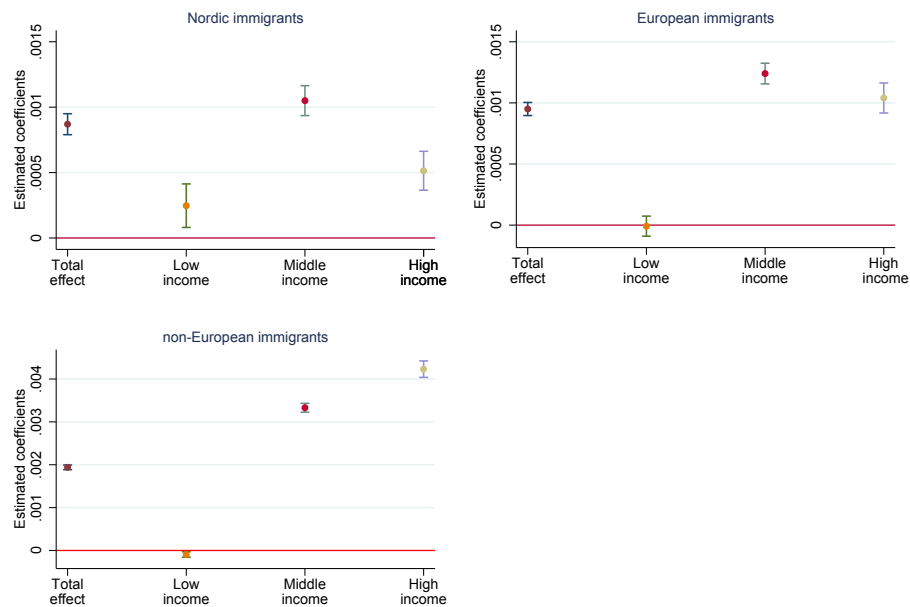 Nordic immigrants
Estimated coefficients
.0015
.001
.0005
0
Total effect
Low income
Middle income
High income
European immigrants
Estimated coefficients
.0015
.001
.0005
0
Total effect
Low income
Middle income
High income
non-European immigrants
Estimated coefficients
.004
.003
.002
.001
0
Total effect
Low income
Middle income
High income